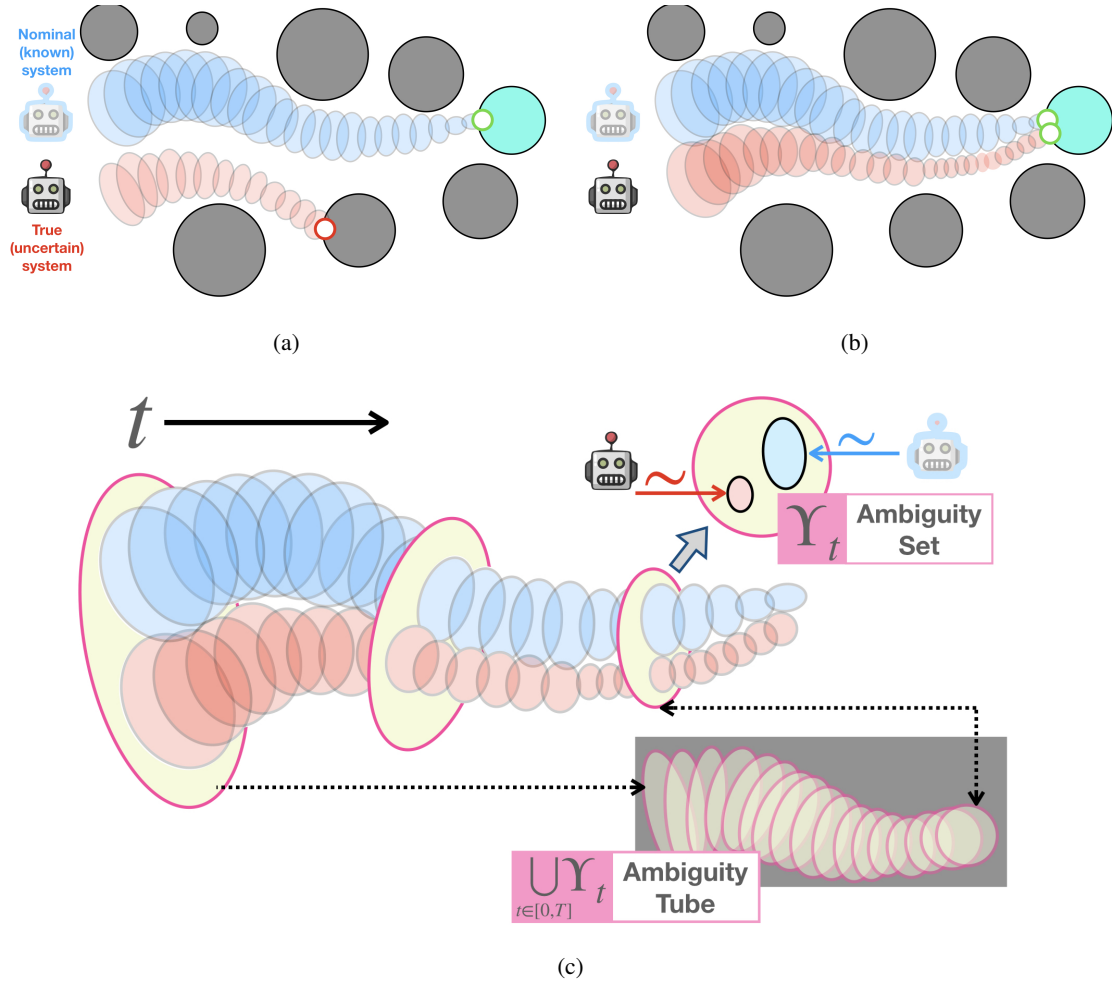 Nominal
(known)
system
True
(uncertain)
system
(a)
(b)
t
~
~
ϒt
Ambiguity
Set
⋃ϒt
t∈[0,T]
Ambiguity
Tube
(c)